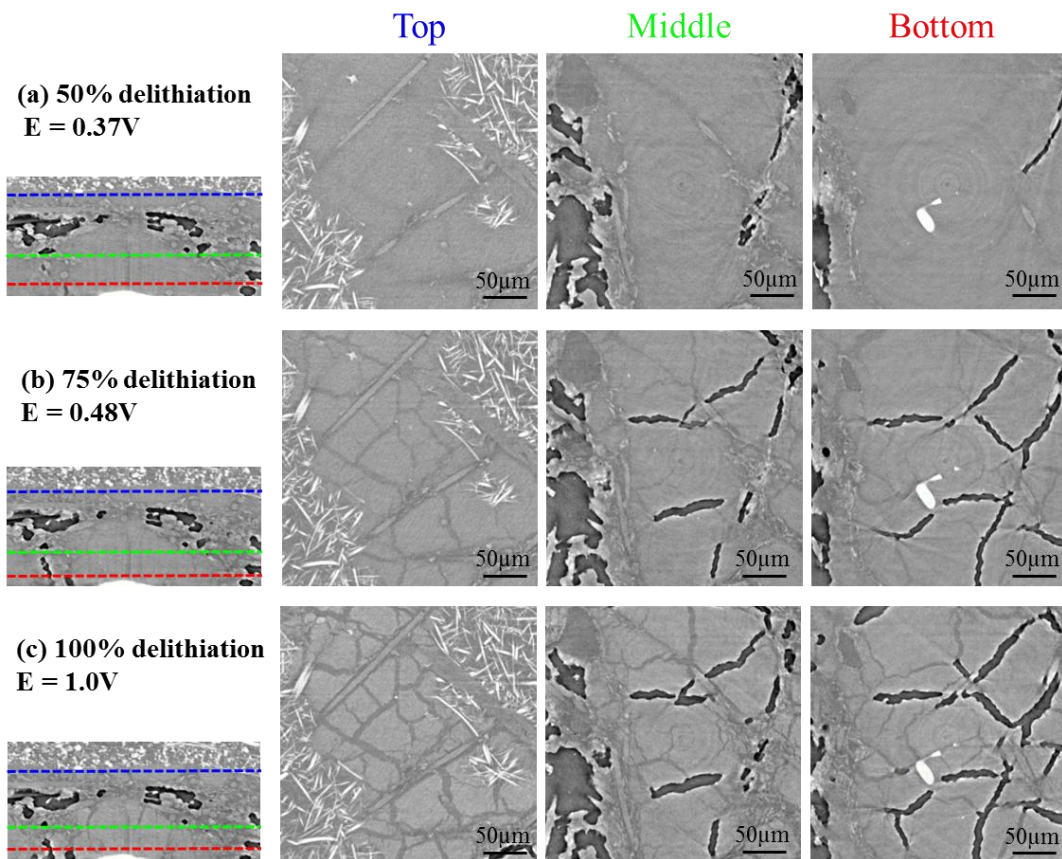 Top Middle Bottom
(a) 50% delithiation
E = 0.37V
50µm 50µm 50µm
(b) 75% delithiation
E = 0.48V
50µm 50µm 50µm
(c) 100% delithiation
E = 1.0V
50µm 50µm 50µm